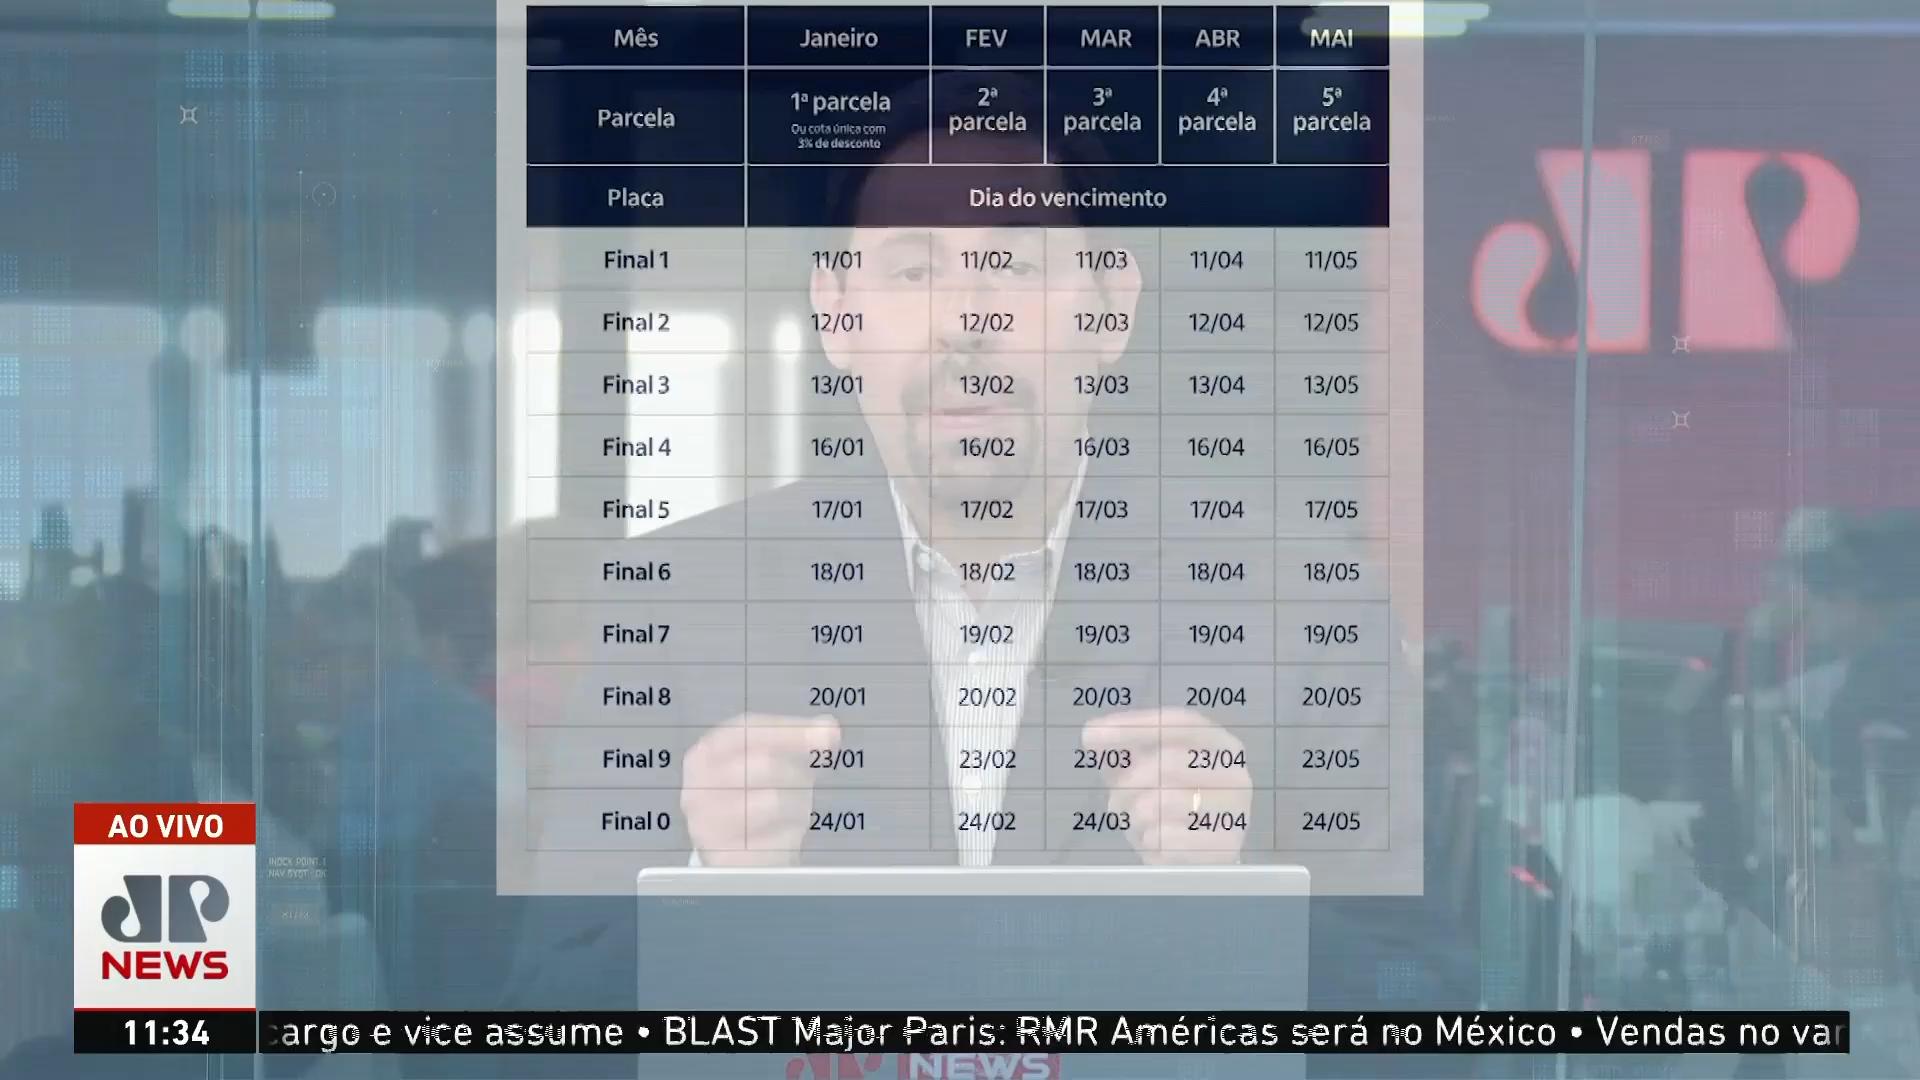 Mês Janeiro FEV MAR ABR MAI
Parcela 1ª parcela 2ª parcela 3ª parcela 4ª parcela 5ª parcela
Ou cota única com
3% de desconto
Placa Dia do vencimento
Final 1 11/01 11/02 11/03 11/04 11/05
Final 2 12/01 12/02 12/03 12/04 12/05
Final 3 13/01 13/02 13/03 13/04 13/05
Final 4 16/01 16/02 16/03 16/04 16/05
Final 5 17/01 17/02 17/03 17/04 17/05
Final 6 18/01 18/02 18/03 18/04 18/05
Final 7 19/01 19/02 19/03 19/04 19/05
Final 8 20/01 20/02 20/03 20/04 20/05
Final 9 23/01 23/02 23/03 23/04 23/05
Final 0 24/01 24/02 24/03 24/04 24/05
JP
AO VIVO
JP
NEWS
11:34 cargo e vice assume • BLAST Major Paris: RMR Américas será no México • Vendas no var
JP NEWS